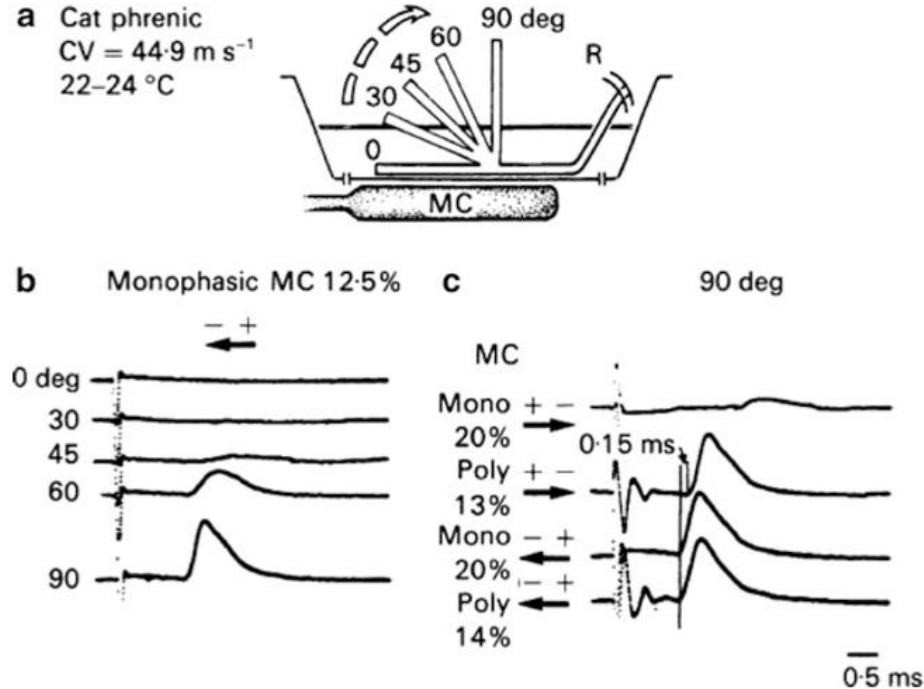 a Cat phrenic
CV = 44·9 m s⁻¹
22–24 °C
90 deg
60
45
30
0
R
MC
b Monophasic MC 12·5%
− +
0 deg
30
45
60
90
c 90 deg
MC
Mono + −
20%
0·15 ms
Poly + −
13%
Mono − +
20%
− +
Poly
14%
0·5 ms